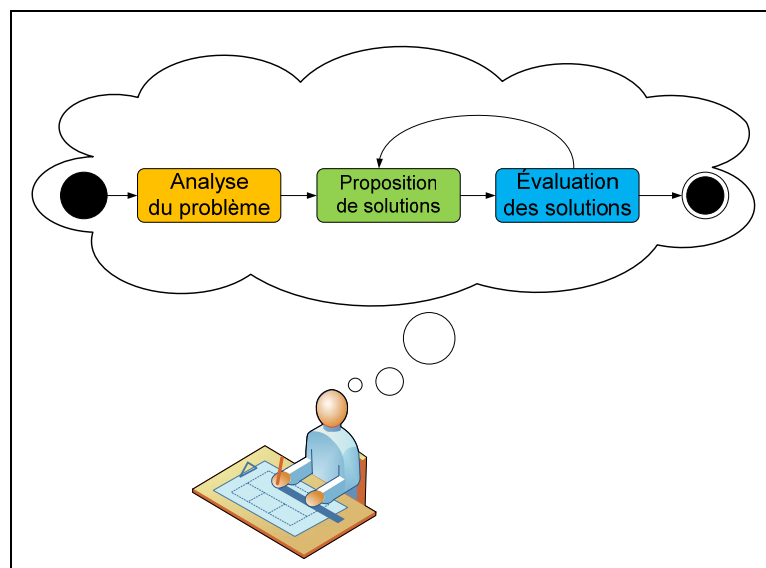 Analyse
du problème
Proposition
de solutions
Évaluation
des solutions